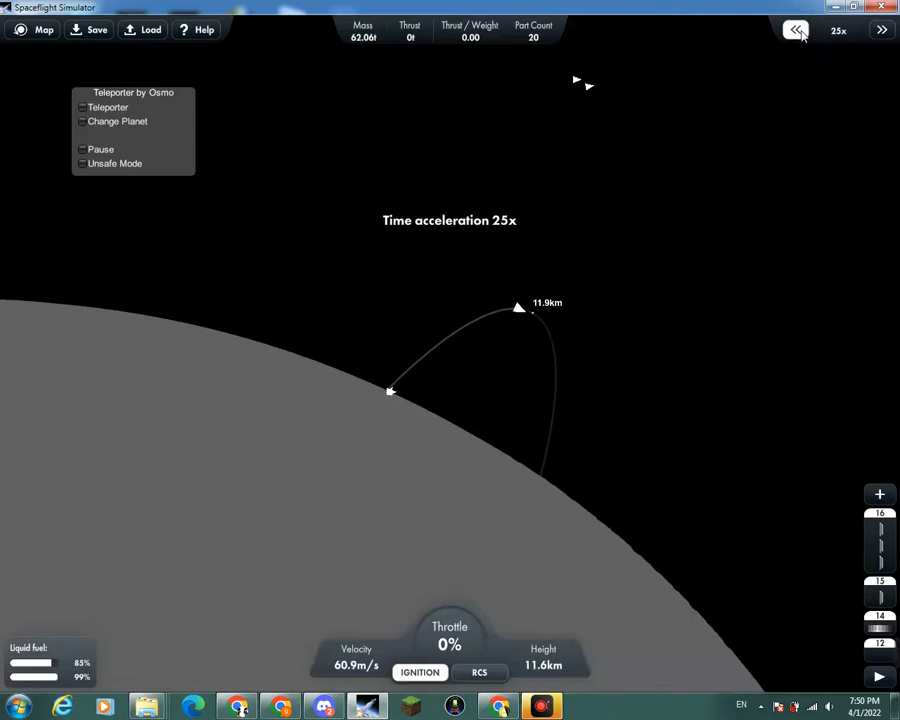 Spaceflight Simulator
Map
Save
Load
Help
Mass
62.06t
Thrust
0t
Thrust / Weight
0.00
Part Count
20
25x
Teleporter by Osmo
Teleporter
Change Planet
Pause
Unsafe Mode
Time acceleration 25x
11.9km
16
15
14
12
Liquid fuel:
85%
99%
Throttle
0%
Velocity
60.9m/s
Height
11.6km
IGNITION
RCS
EN
7:50 PM
4/1/2022